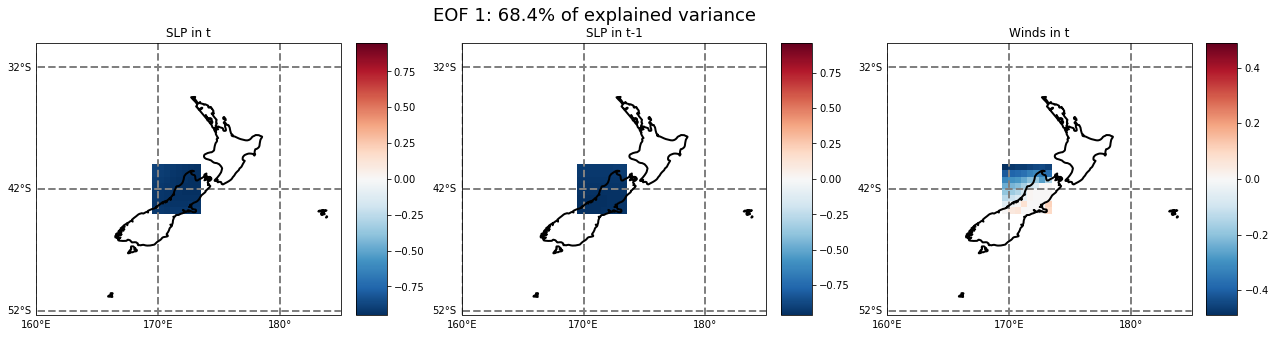 EOF 1: 68.4% of explained variance
SLP in t
32°S
42°S
52°S
160°E
170°E
180°
0.75
0.50
0.25
0.00
−0.25
−0.50
−0.75
SLP in t-1
32°S
42°S
52°S
160°E
170°E
180°
0.75
0.50
0.25
0.00
−0.25
−0.50
−0.75
Winds in t
32°S
42°S
52°S
160°E
170°E
180°
0.4
0.2
0.0
−0.2
−0.4